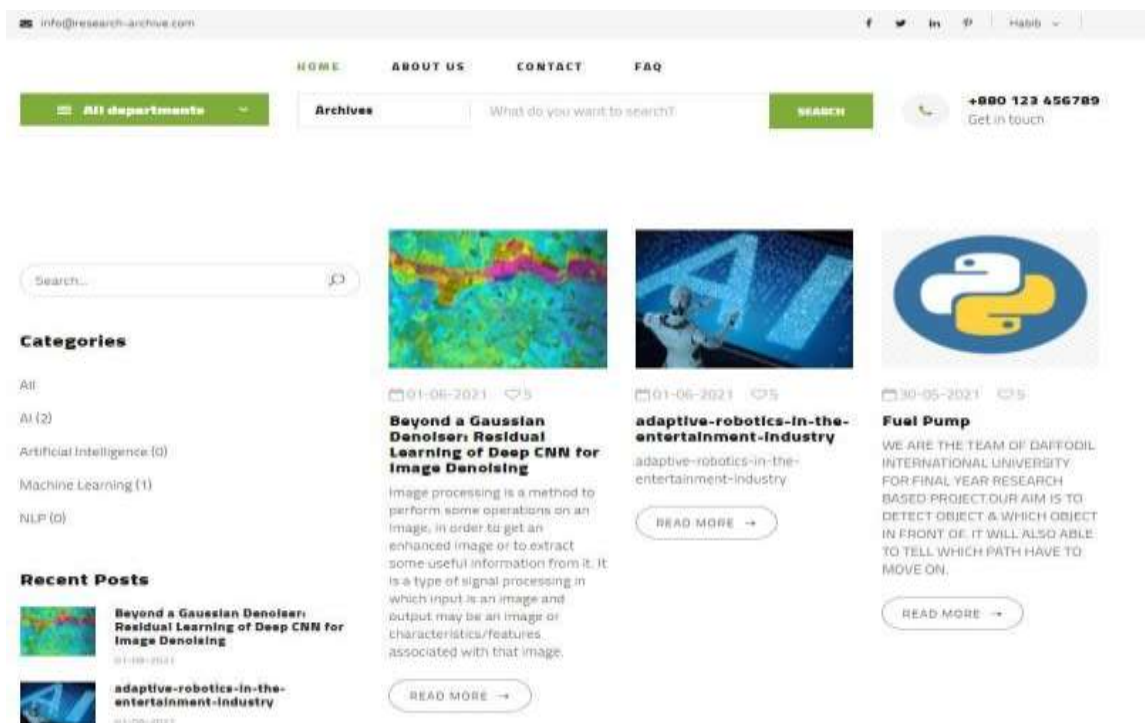 info@research-archive.com
Habib
HOME ABOUT US CONTACT FAQ
All departments
Archives
What do you want to search?
SEARCH
+880 123 456789
Get in touch
Search...
Categories
All
AI (2)
Artificial Intelligence (0)
Machine Learning (1)
NLP (0)
Recent Posts
Beyond a Gaussian Denoiser:
Residual Learning of Deep CNN for
Image Denoising
adaptive-robotics-in-the-
entertainment-industry
AI
01-06-2021 5
Beyond a Gaussian
Denoiser: Residual
Learning of Deep CNN for
Image Denoising
Image processing is a method to
perform some operations on an
image, in order to get an
enhanced image or to extract
some useful information from it. It
is a type of signal processing in
which input is an image and
output may be an image or
characteristics/features
associated with that image.
READ MORE →
AI
01-06-2021 5
adaptive-robotics-in-the-
entertainment-industry
adaptive-robotics-in-the-
entertainment-industry
READ MORE →
30-05-2021 5
Fuel Pump
WE ARE THE TEAM OF DAFFODIL
INTERNATIONAL UNIVERSITY
FOR FINAL YEAR RESEARCH
BASED PROJECT.OUR AIM IS TO
DETECT OBJECT & WHICH OBJECT
IN FRONT OF. IT WILL ALSO ABLE
TO TELL WHICH PATH HAVE TO
MOVE ON.
READ MORE →